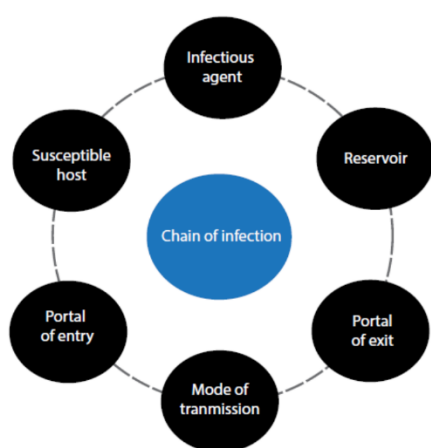 Infectious
agent
Reservoir
Portal
of exit
Mode of
tranmission
Portal
of entry
Susceptible
host
Chain of infection